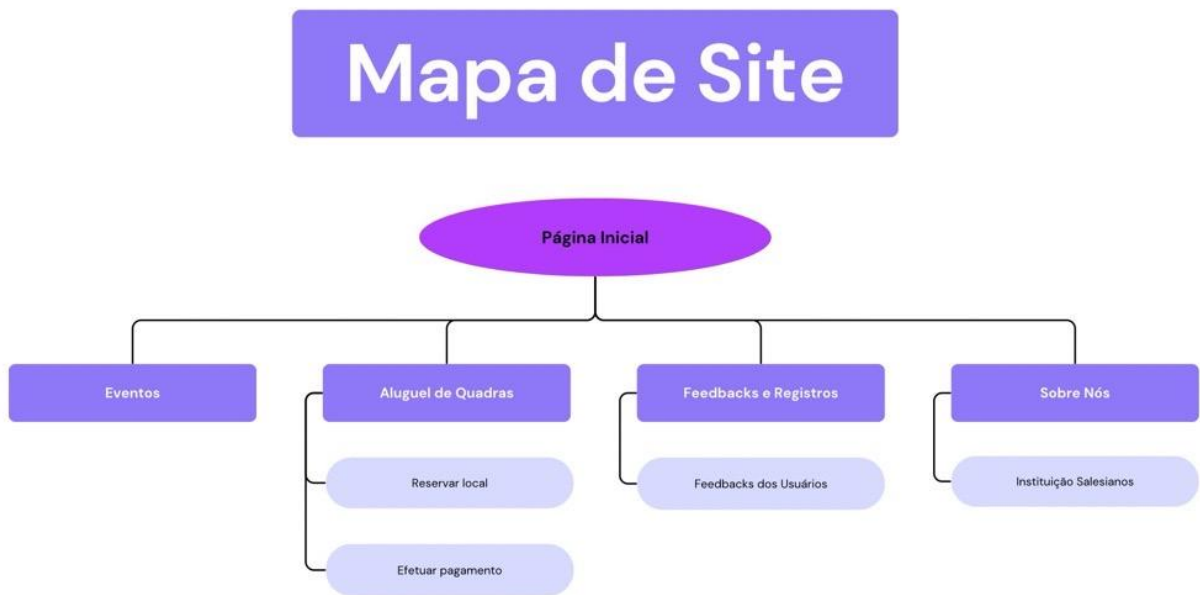 Mapa de Site
Página Inicial
Eventos
Aluguel de Quadras
Feedbacks e Registros
Sobre Nós
Reservar local
Feedbacks dos Usuários
Instituição Salesianos
Efetuar pagamento